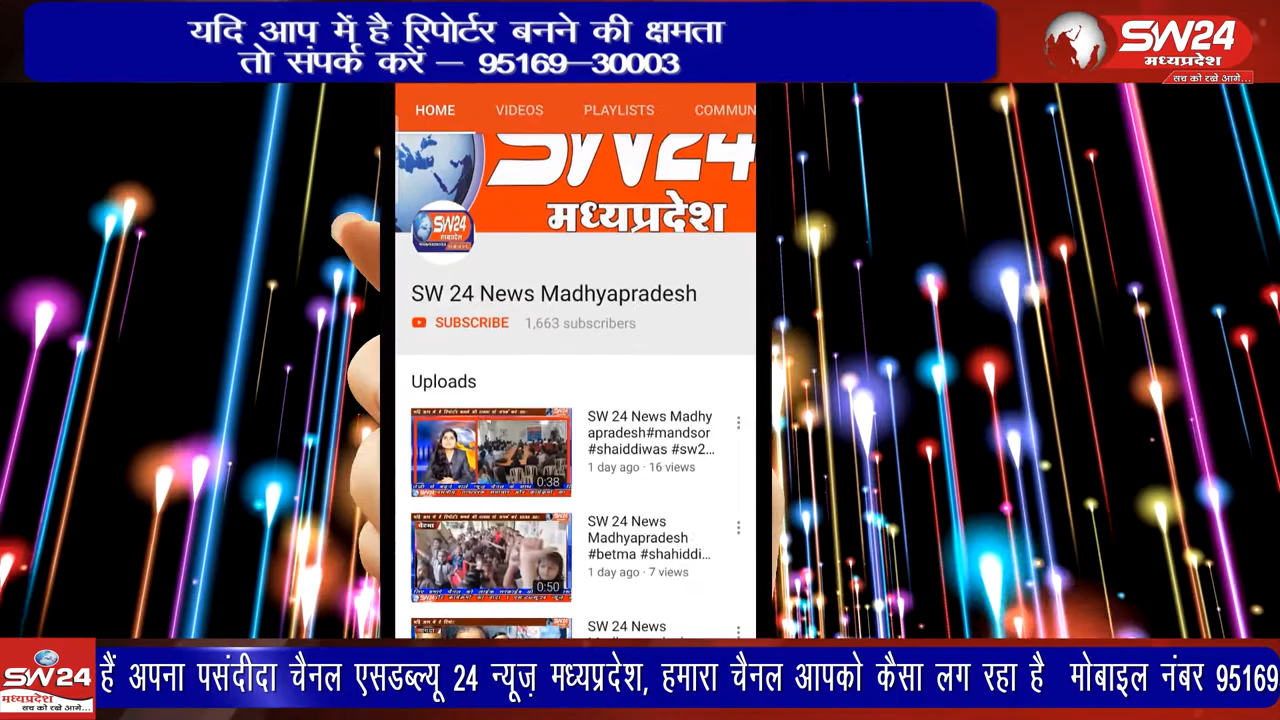 यदि आप में है रिपोर्टर बनने की क्षमता
तो संपर्क करें – 95169–30003
SW24
मध्यप्रदेश
सच को रखे आगे...
HOME VIDEOS PLAYLISTS COMMUN
SW24
मध्यप्रदेश
SW24
SW 24 News Madhyapradesh
SUBSCRIBE 1,663 subscribers
Uploads
SW 24 News Madhy
apradesh#mandsor
#shaiddiwas #sw2...
1 day ago · 16 views
0:38
SW 24 News
Madhyapradesh
#betma #shahiddi...
1 day ago · 7 views
बेटमा
0:50
SW 24 News
SW24
मध्यप्रदेश
सच को रखे आगे...
हैं अपना पसंदीदा चैनल एसडब्ल्यू 24 न्यूज़ मध्यप्रदेश, हमारा चैनल आपको कैसा लग रहा है मोबाइल नंबर 95169